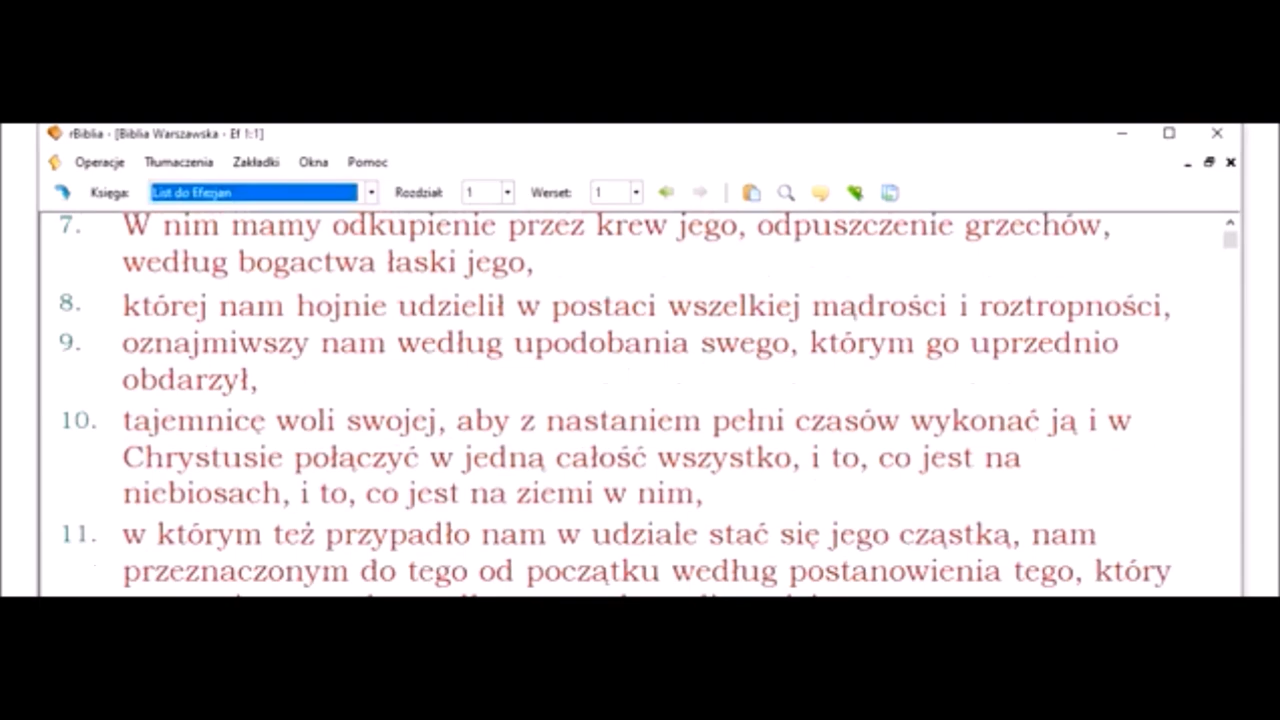 rBiblia - [Biblia Warszawska - Ef 1:1]
Operacje Tłumaczenia Zakładki Okna Pomoc
Księga: List do Efezjan Rozdział: 1 Werset: 1
7. W nim mamy odkupienie przez krew jego, odpuszczenie grzechów,
według bogactwa łaski jego,
8. której nam hojnie udzielił w postaci wszelkiej mądrości i roztropności,
9. oznajmiwszy nam według upodobania swego, którym go uprzednio
obdarzył,
10. tajemnicę woli swojej, aby z nastaniem pełni czasów wykonać ją i w
Chrystusie połączyć w jedną całość wszystko, i to, co jest na
niebiosach, i to, co jest na ziemi w nim,
11. w którym też przypadło nam w udziale stać się jego cząstką, nam
przeznaczonym do tego od początku według postanowienia tego, który